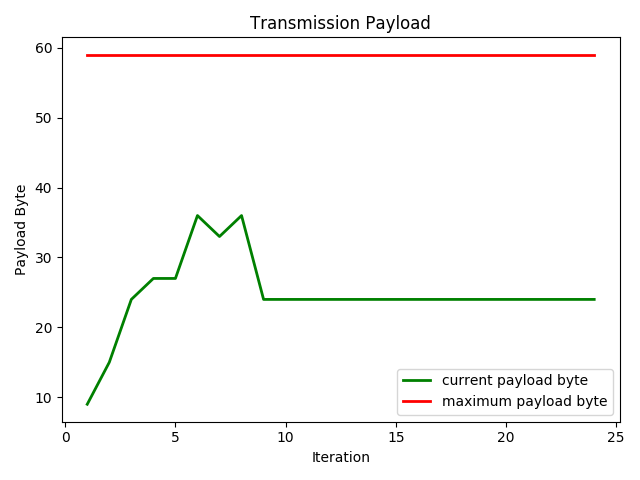 Transmission Payload
Payload Byte
60
50
40
30
20
10
0 5 10 15 20 25
Iteration
current payload byte
maximum payload byte